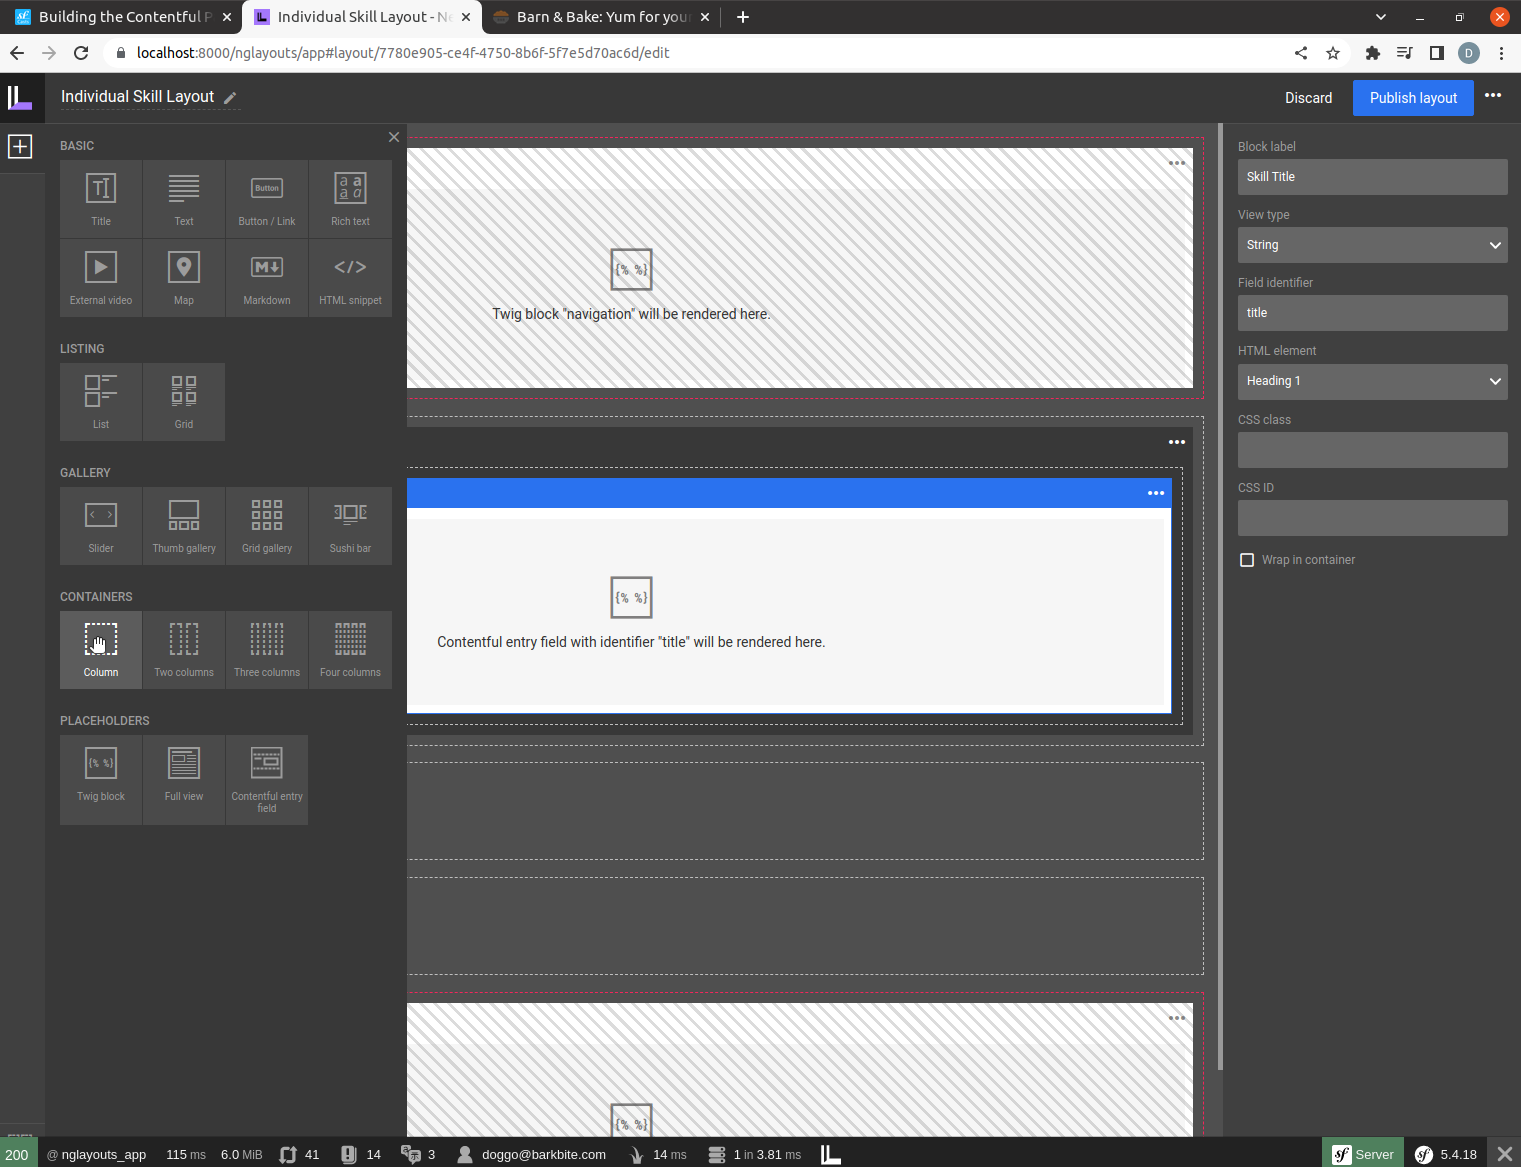 Building the Contentful P
Individual Skill Layout - Ne
Barn & Bake: Yum for your
localhost:8000/nglayouts/app#layout/7780e905-ce4f-4750-8b6f-5f7e5d70ac6d/edit
D
Individual Skill Layout
Discard
Publish layout
BASIC
Title
Text
Button
Button / Link
Rich text
External video
Map
Markdown
HTML snippet
LISTING
List
Grid
GALLERY
Slider
Thumb gallery
Grid gallery
Sushi bar
CONTAINERS
Column
Two columns
Three columns
Four columns
PLACEHOLDERS
{% %}
Twig block
Full view
Contentful entry
field
{% %}
Twig block "navigation" will be rendered here.
{% %}
Contentful entry field with identifier "title" will be rendered here.
{% %}
Block label
Skill Title
View type
String
Field identifier
title
HTML element
Heading 1
CSS class
CSS ID
Wrap in container
200 @ nglayouts_app 115 ms 6.0 MiB 41 14 3 doggo@barkbite.com 14 ms 1 in 3.81 ms sf Server sf 5.4.18